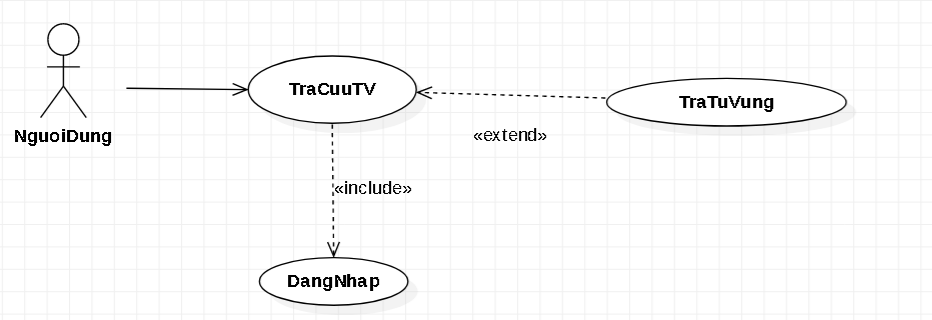 NguoiDung
TraCuuTV
TraTuVung
«extend»
«include»
DangNhap